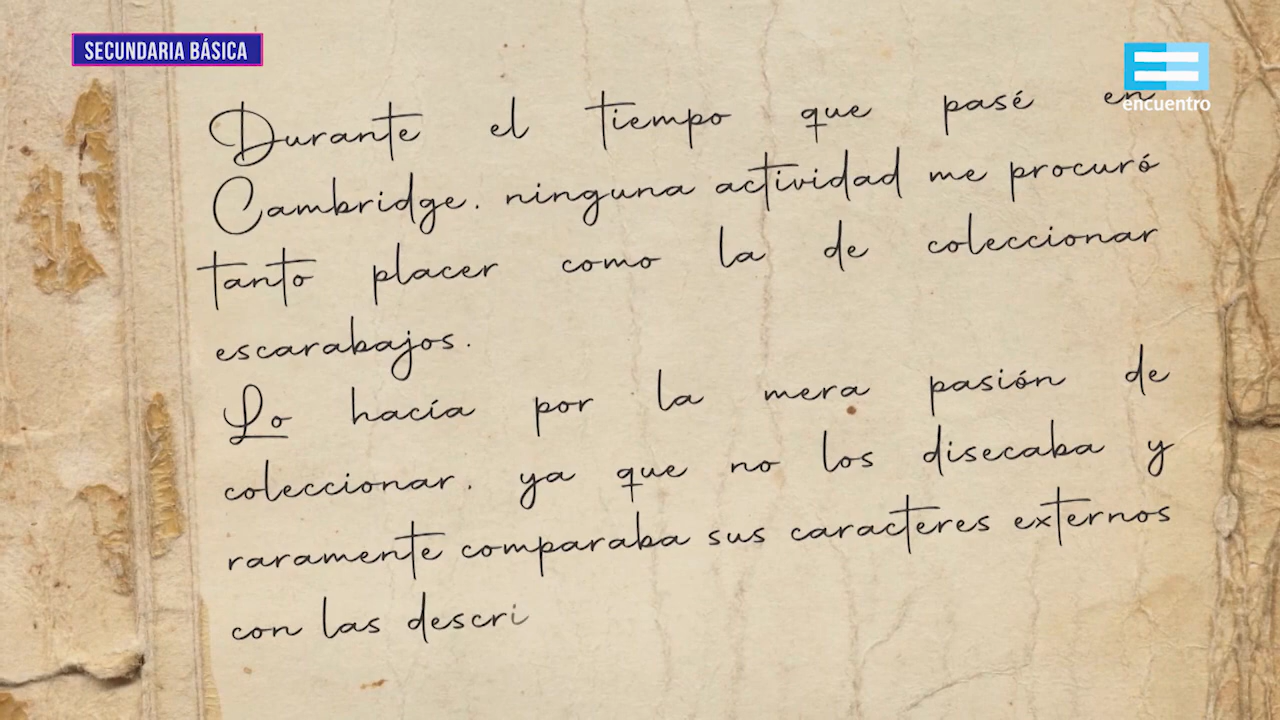 SECUNDARIA BÁSICA
encuentro
Durante el tiempo que pasé en
Cambridge. ninguna actividad me procuró
tanto placer como la de coleccionar
escarabajos.
Lo hacía por la mera pasión de
coleccionar. ya que no los disecaba y
raramente comparaba sus caracteres externos
con las descri